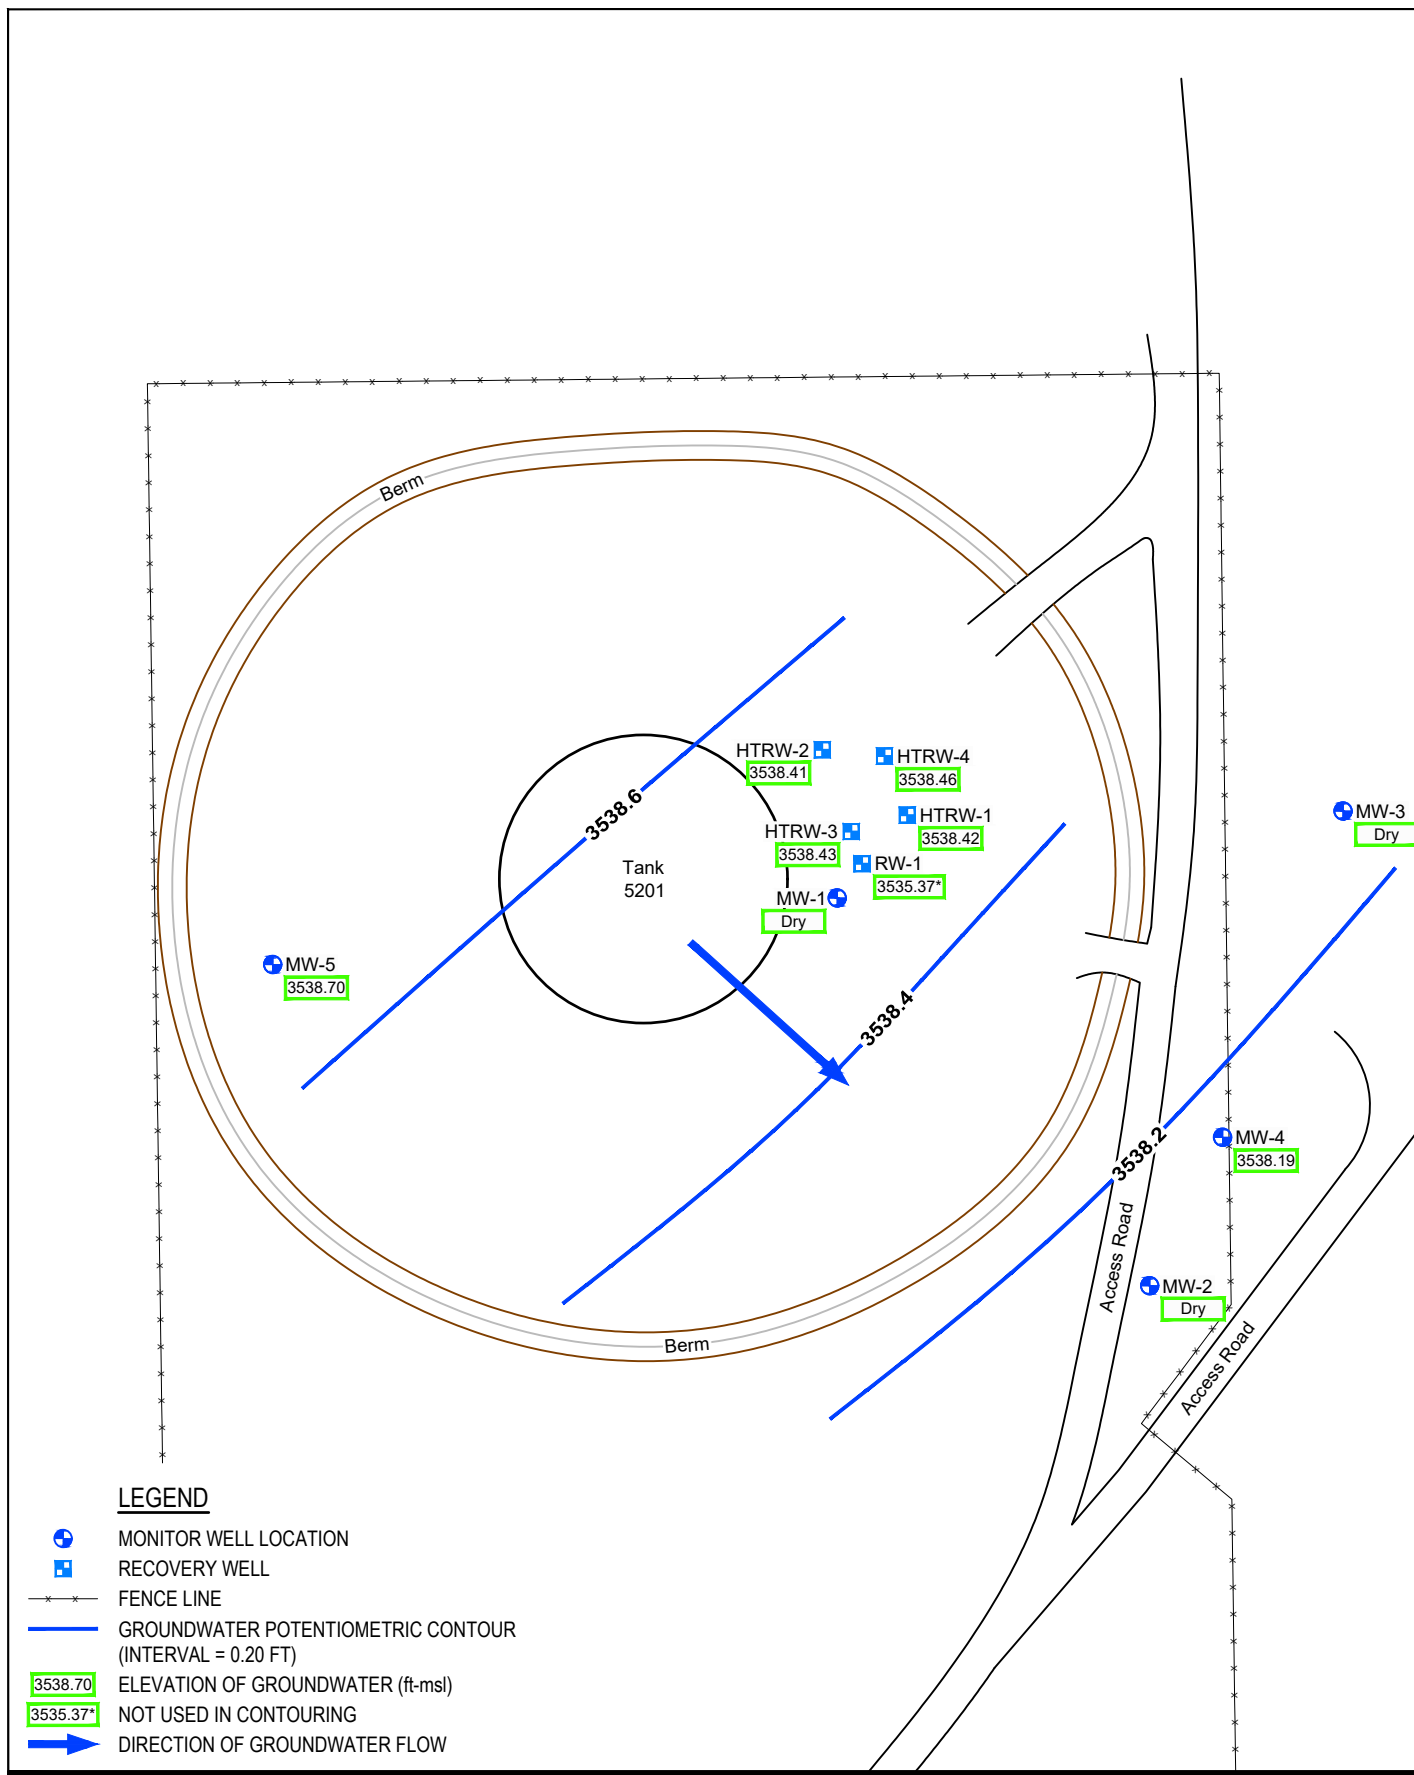 Berm
HTRW-2
3538.41
HTRW-4
3538.46
3538.6
HTRW-1
3538.42
MW-3
Dry
HTRW-3
3538.43
Tank
5201
RW-1
3535.37*
MW-1
Dry
MW-5
3538.70
3538.4
3538.2
MW-4
3538.19
Access Road
MW-2
Dry
Access Road
Berm
LEGEND
MONITOR WELL LOCATION
RECOVERY WELL
FENCE LINE
GROUNDWATER POTENTIOMETRIC CONTOUR
(INTERVAL = 0.20 FT)
3538.70 ELEVATION OF GROUNDWATER (ft-msl)
3535.37* NOT USED IN CONTOURING
DIRECTION OF GROUNDWATER FLOW